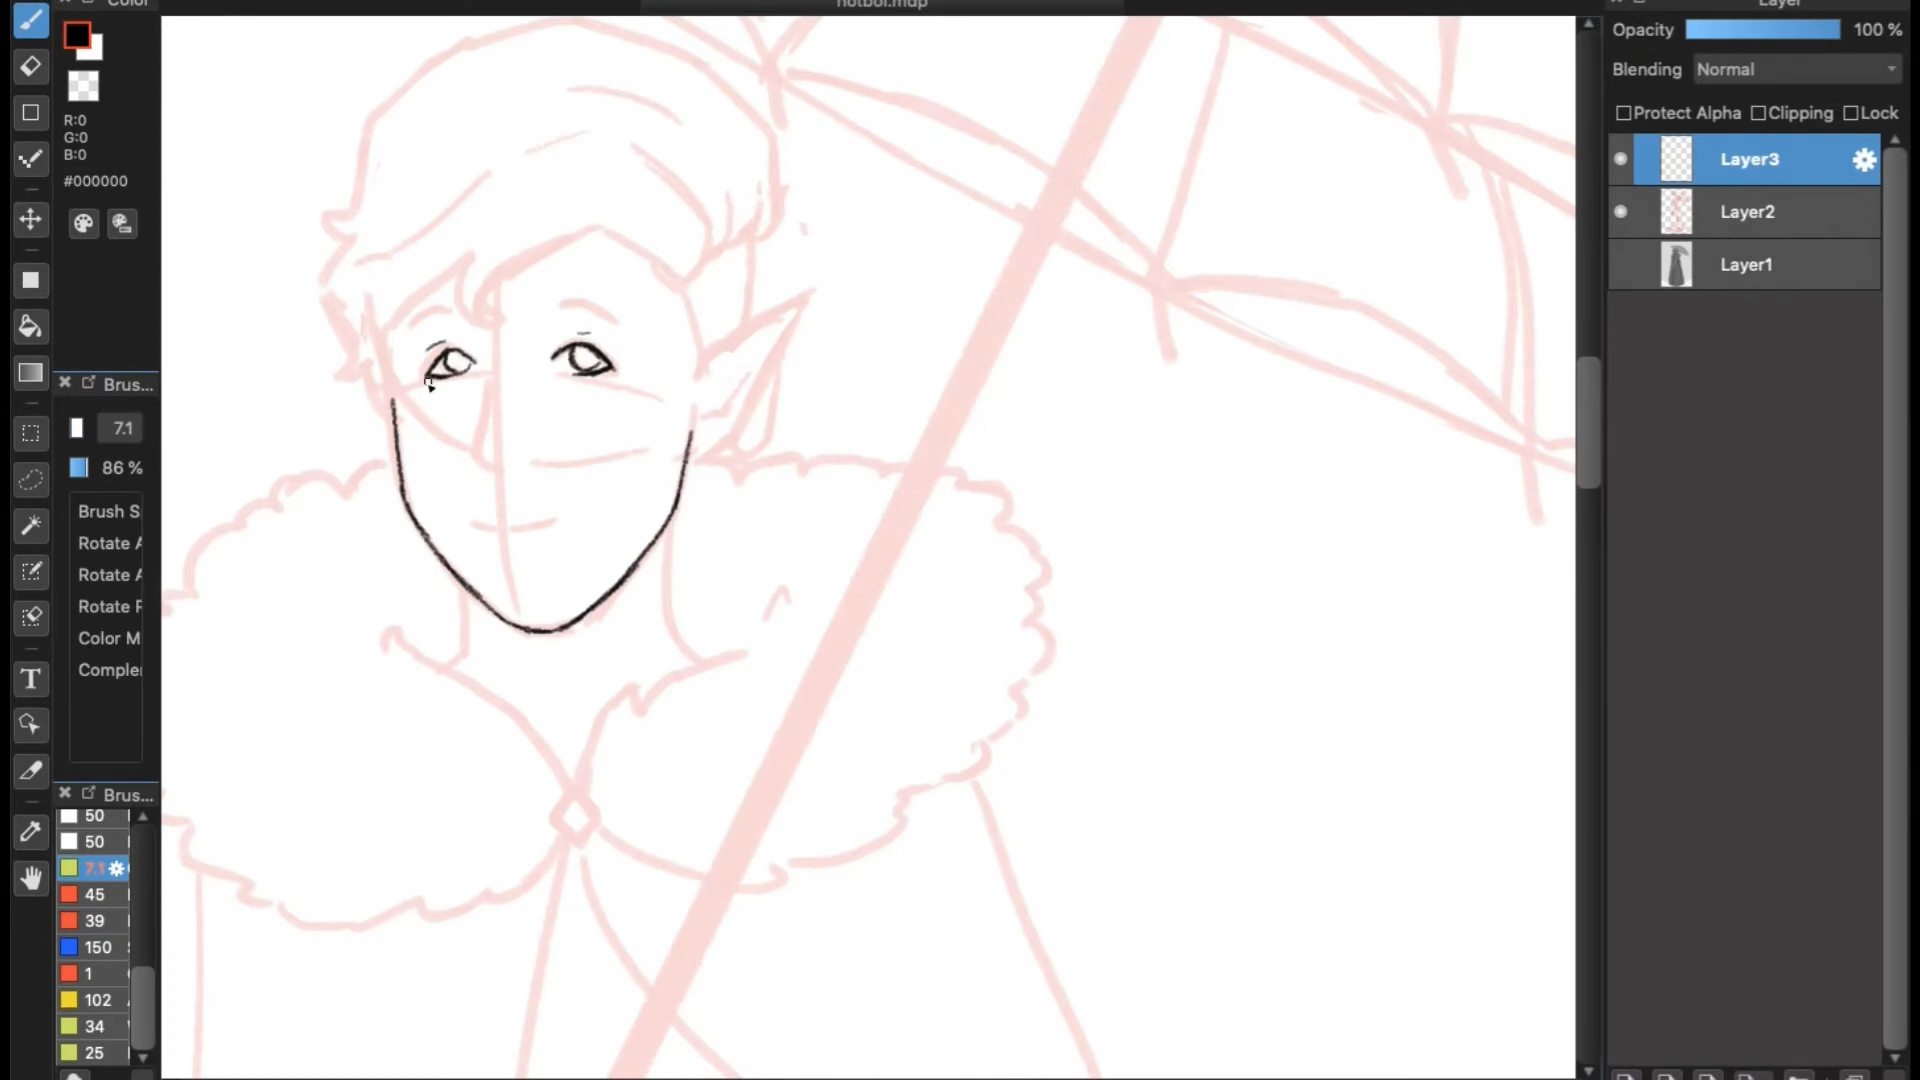 Color
hotboi.mdp
Layer
R:0
G:0
B:0
#000000
Opacity 100 %
Blending Normal
Protect Alpha Clipping Lock
Layer3
Layer2
Layer1
Brus...
7.1
86 %
Brush S
Rotate A
Rotate A
Rotate F
Color M
Complet
T
Brus...
50
50
7.1
45
39
150
1
102
34
25